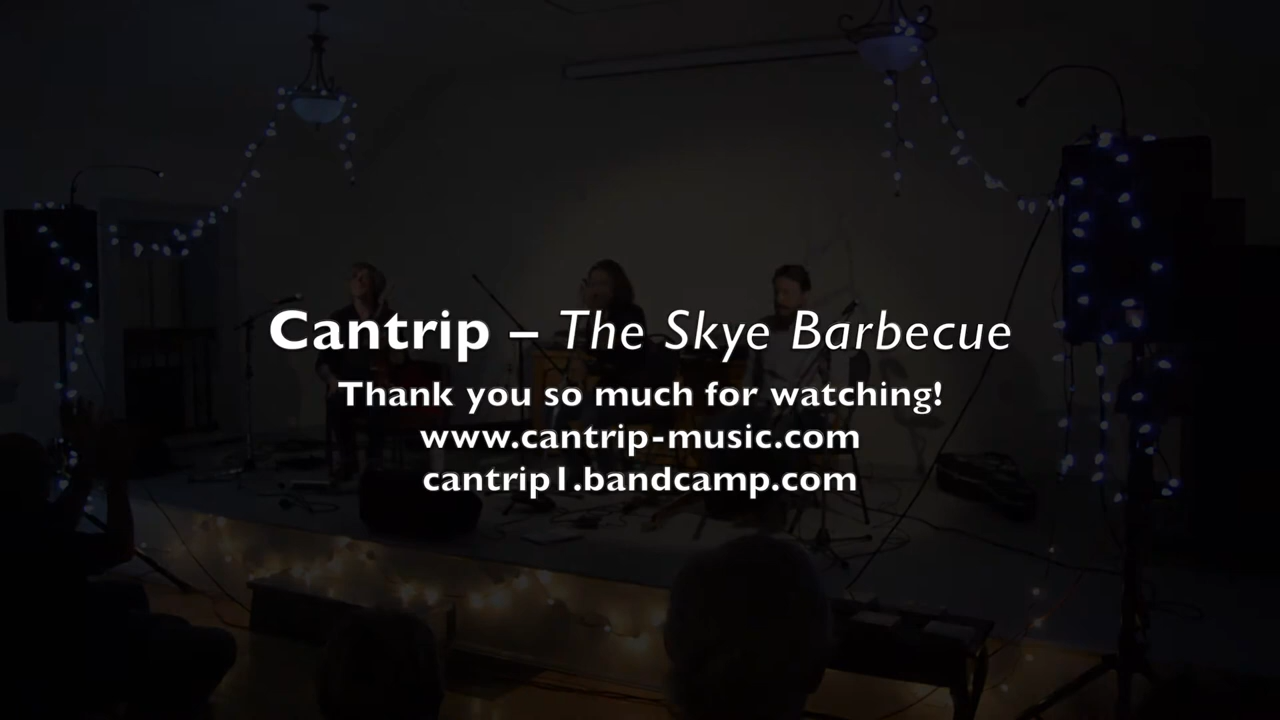 Cantrip – The Skye Barbecue
Thank you so much for watching!
www.cantrip-music.com
cantrip1.bandcamp.com